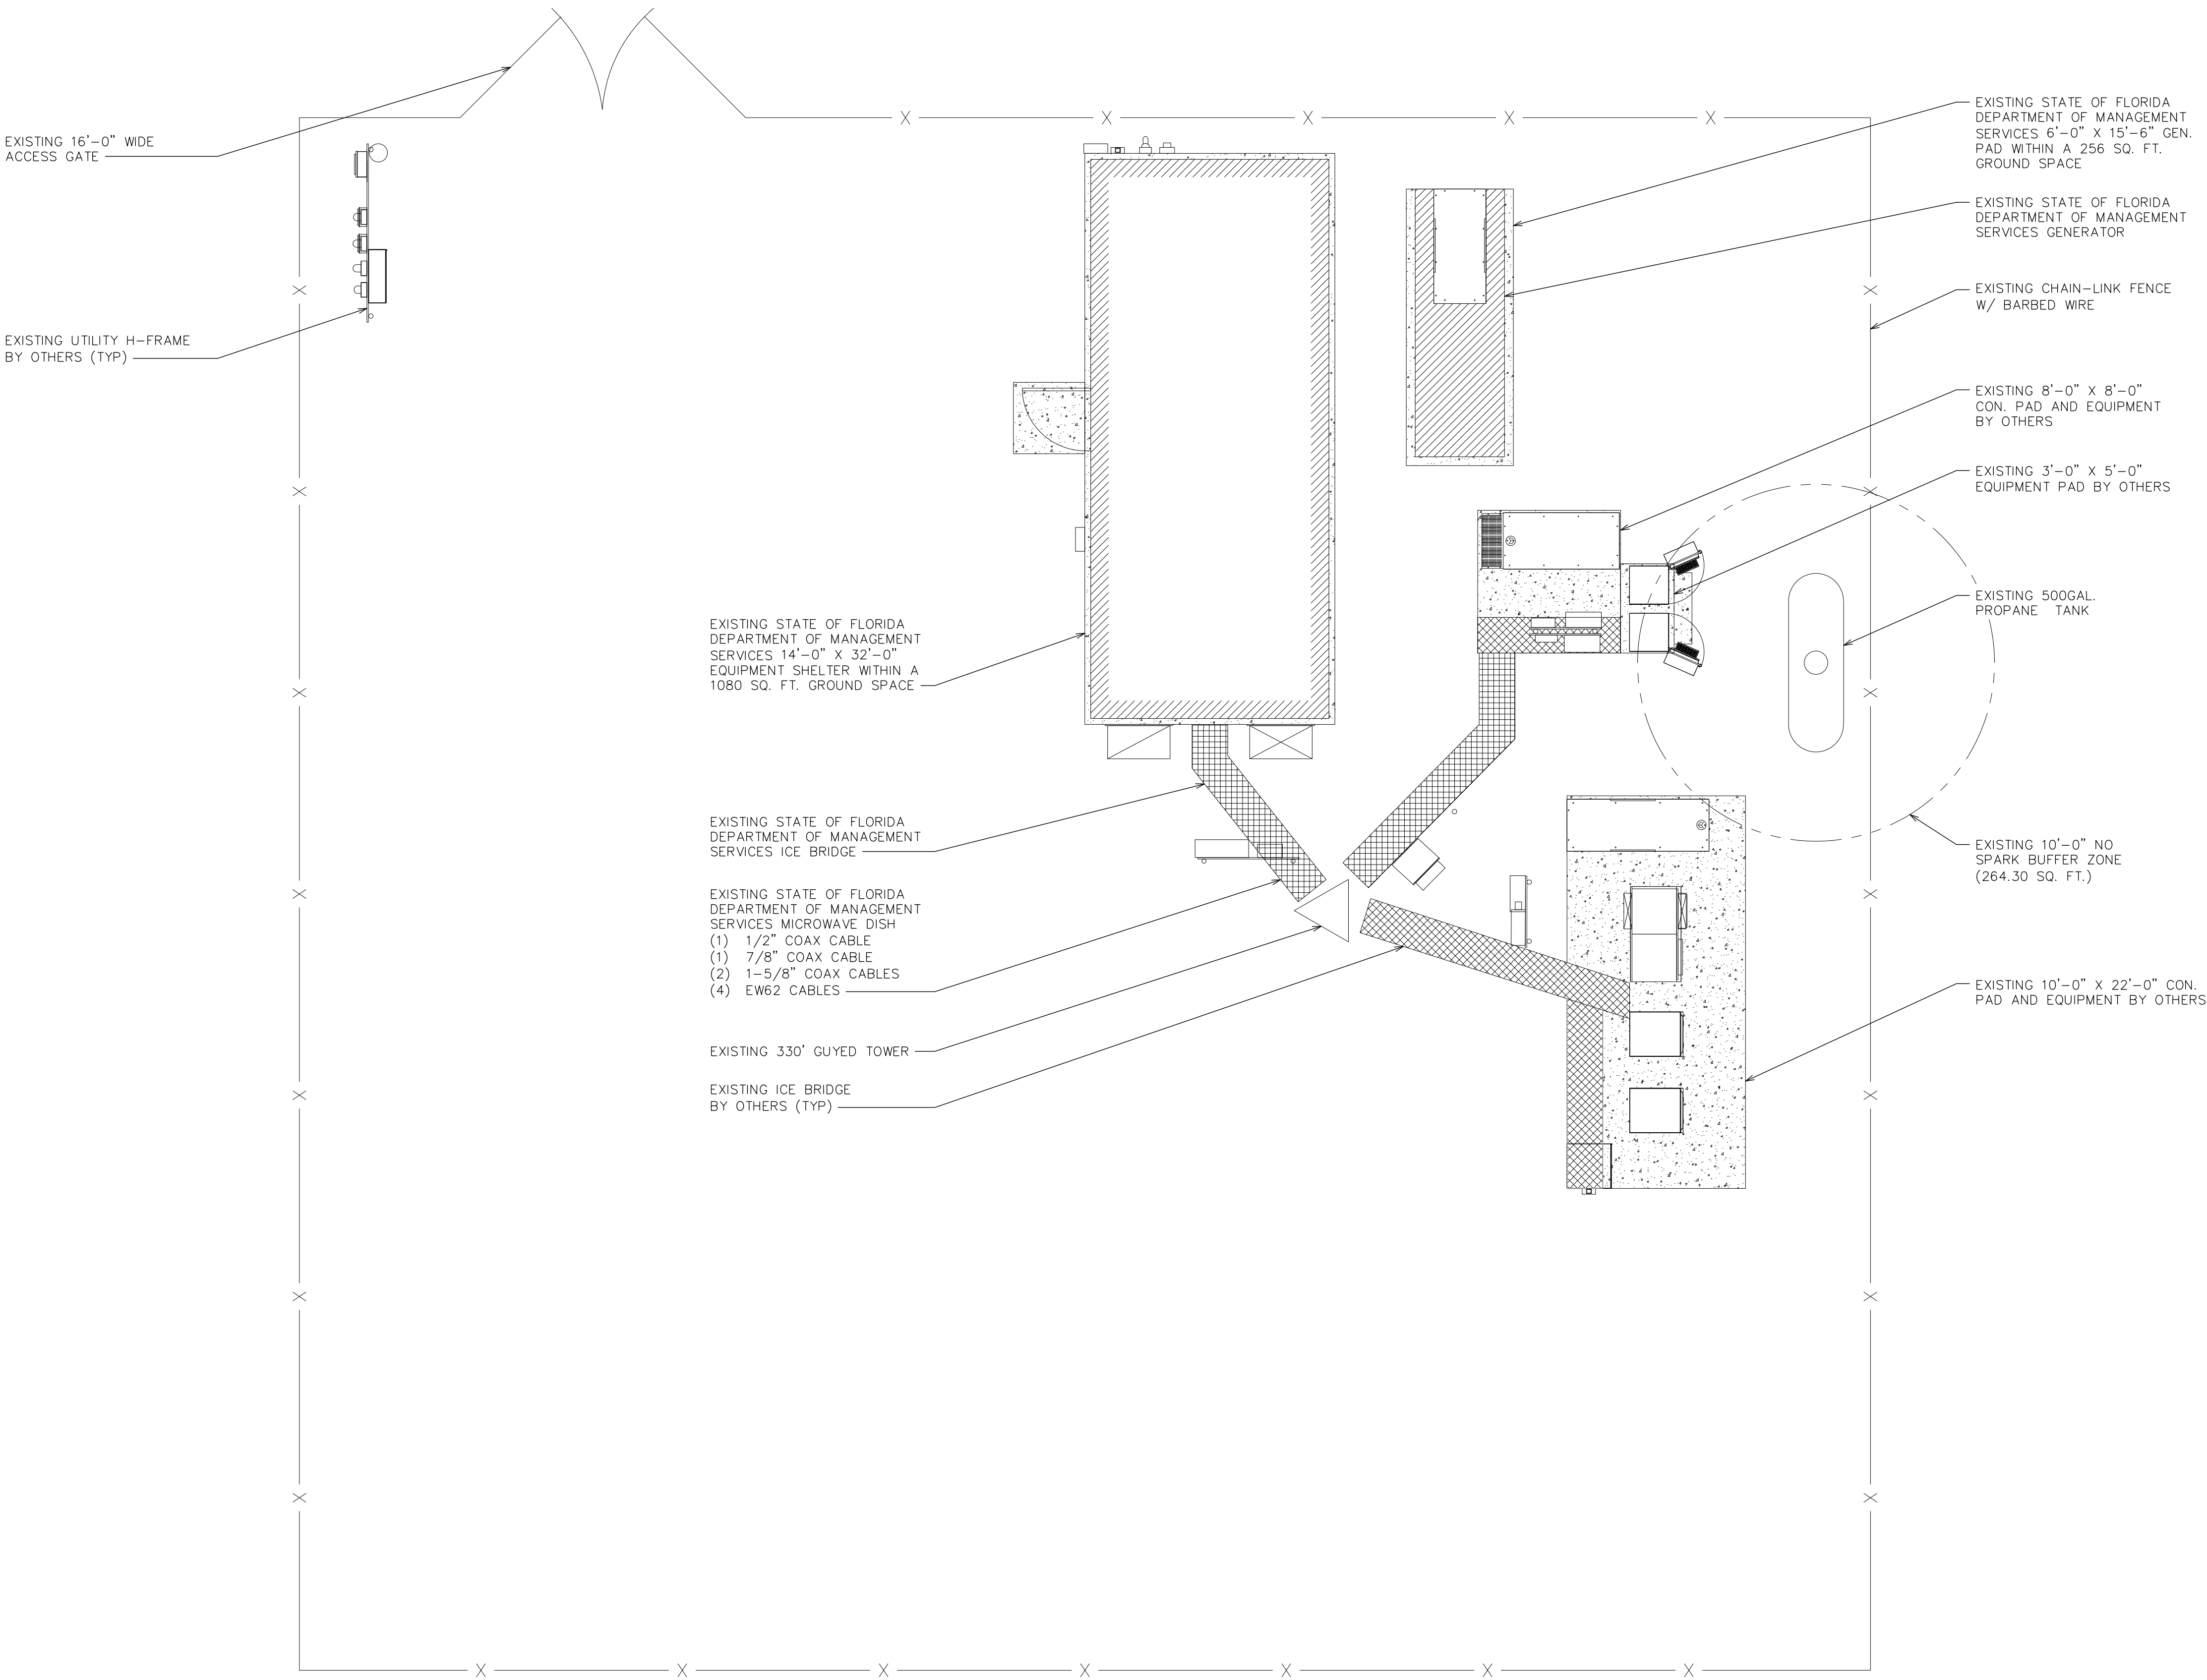 EXISTING 16'-0" WIDE
ACCESS GATE
EXISTING UTILITY H-FRAME
BY OTHERS (TYP)
EXISTING STATE OF FLORIDA
DEPARTMENT OF MANAGEMENT
SERVICES 14'-0" X 32'-0"
EQUIPMENT SHELTER WITHIN A
1080 SQ. FT. GROUND SPACE
EXISTING STATE OF FLORIDA
DEPARTMENT OF MANAGEMENT
SERVICES ICE BRIDGE
EXISTING STATE OF FLORIDA
DEPARTMENT OF MANAGEMENT
SERVICES MICROWAVE DISH
(1) 1/2" COAX CABLE
(1) 7/8" COAX CABLE
(2) 1-5/8" COAX CABLES
(4) EW62 CABLES
EXISTING 330' GUYED TOWER
EXISTING ICE BRIDGE
BY OTHERS (TYP)
EXISTING STATE OF FLORIDA
DEPARTMENT OF MANAGEMENT
SERVICES 6'-0" X 15'-6" GEN.
PAD WITHIN A 256 SQ. FT.
GROUND SPACE
EXISTING STATE OF FLORIDA
DEPARTMENT OF MANAGEMENT
SERVICES GENERATOR
EXISTING CHAIN-LINK FENCE
W/ BARBED WIRE
EXISTING 8'-0" X 8'-0"
CON. PAD AND EQUIPMENT
BY OTHERS
EXISTING 3'-0" X 5'-0"
EQUIPMENT PAD BY OTHERS
EXISTING 500GAL.
PROPANE TANK
EXISTING 10'-0" NO
SPARK BUFFER ZONE
(264.30 SQ. FT.)
EXISTING 10'-0" X 22'-0" CON.
PAD AND EQUIPMENT BY OTHERS